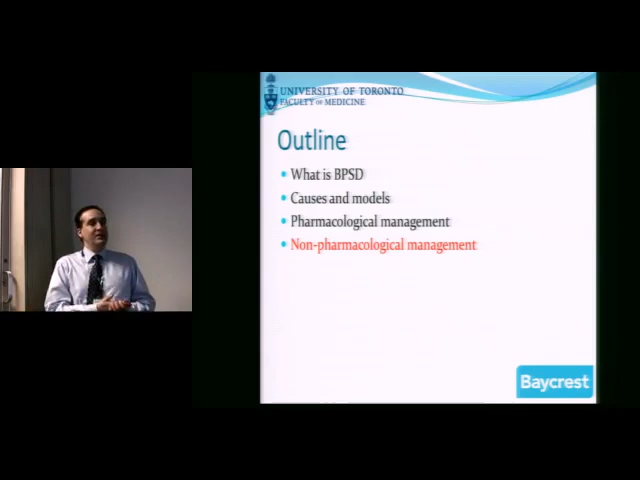 UNIVERSITY OF TORONTO
FACULTY OF MEDICINE
Outline
What is BPSD
Causes and models
Pharmacological management
Non-pharmacological management
Baycrest